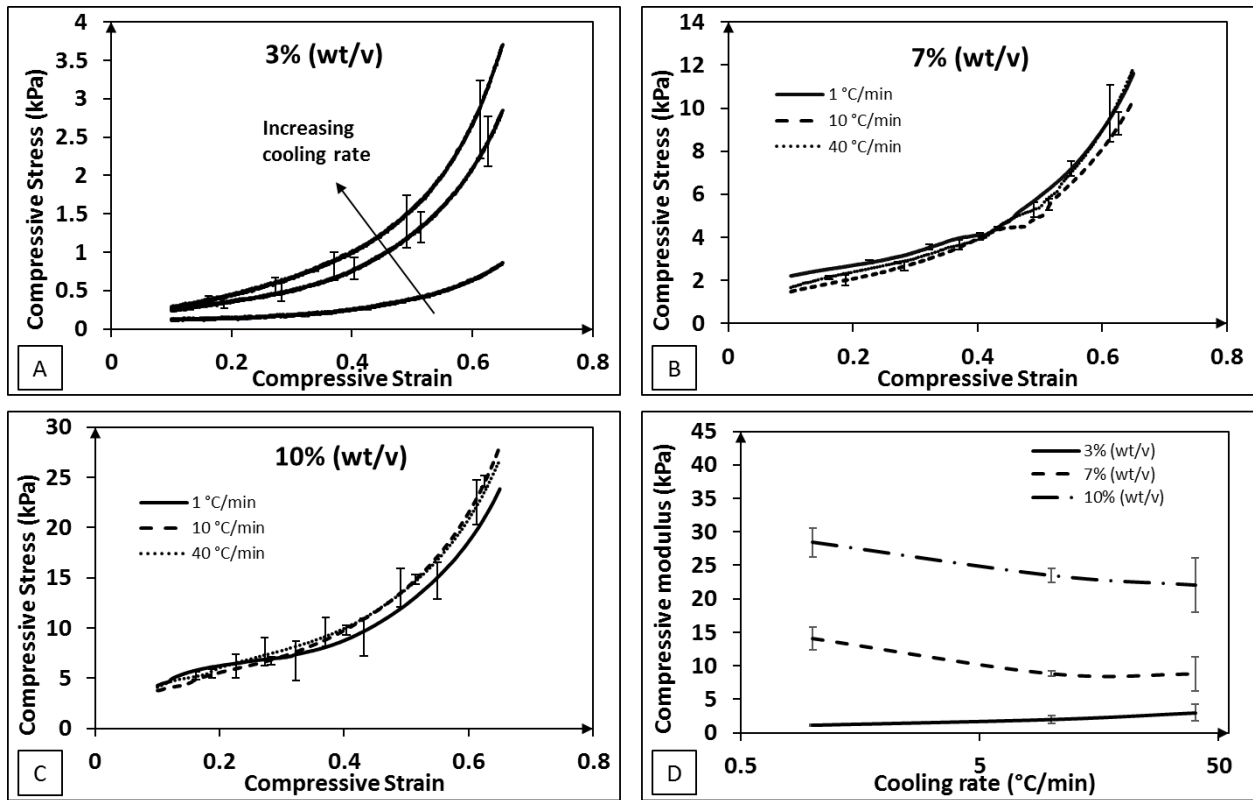 3% (wt/v)
Increasing
cooling rate
Compressive Stress (kPa)
4
3.5
3
2.5
2
1.5
1
0.5
0
0
0.2
0.4
0.6
0.8
Compressive Strain
A
7% (wt/v)
1 °C/min
10 °C/min
40 °C/min
Compressive Stress (kPa)
14
12
10
8
6
4
2
0
0
0.2
0.4
0.6
0.8
Compressive Strain
B
10% (wt/v)
1 °C/min
10 °C/min
40 °C/min
Compressive Stress (kPa)
30
25
20
15
10
5
0
0
0.2
0.4
0.6
0.8
Compressive Strain
C
3% (wt/v)
7% (wt/v)
10% (wt/v)
Compressive modulus (kPa)
45
40
35
30
25
20
15
10
5
0
0.5
5
50
Cooling rate (°C/min)
D